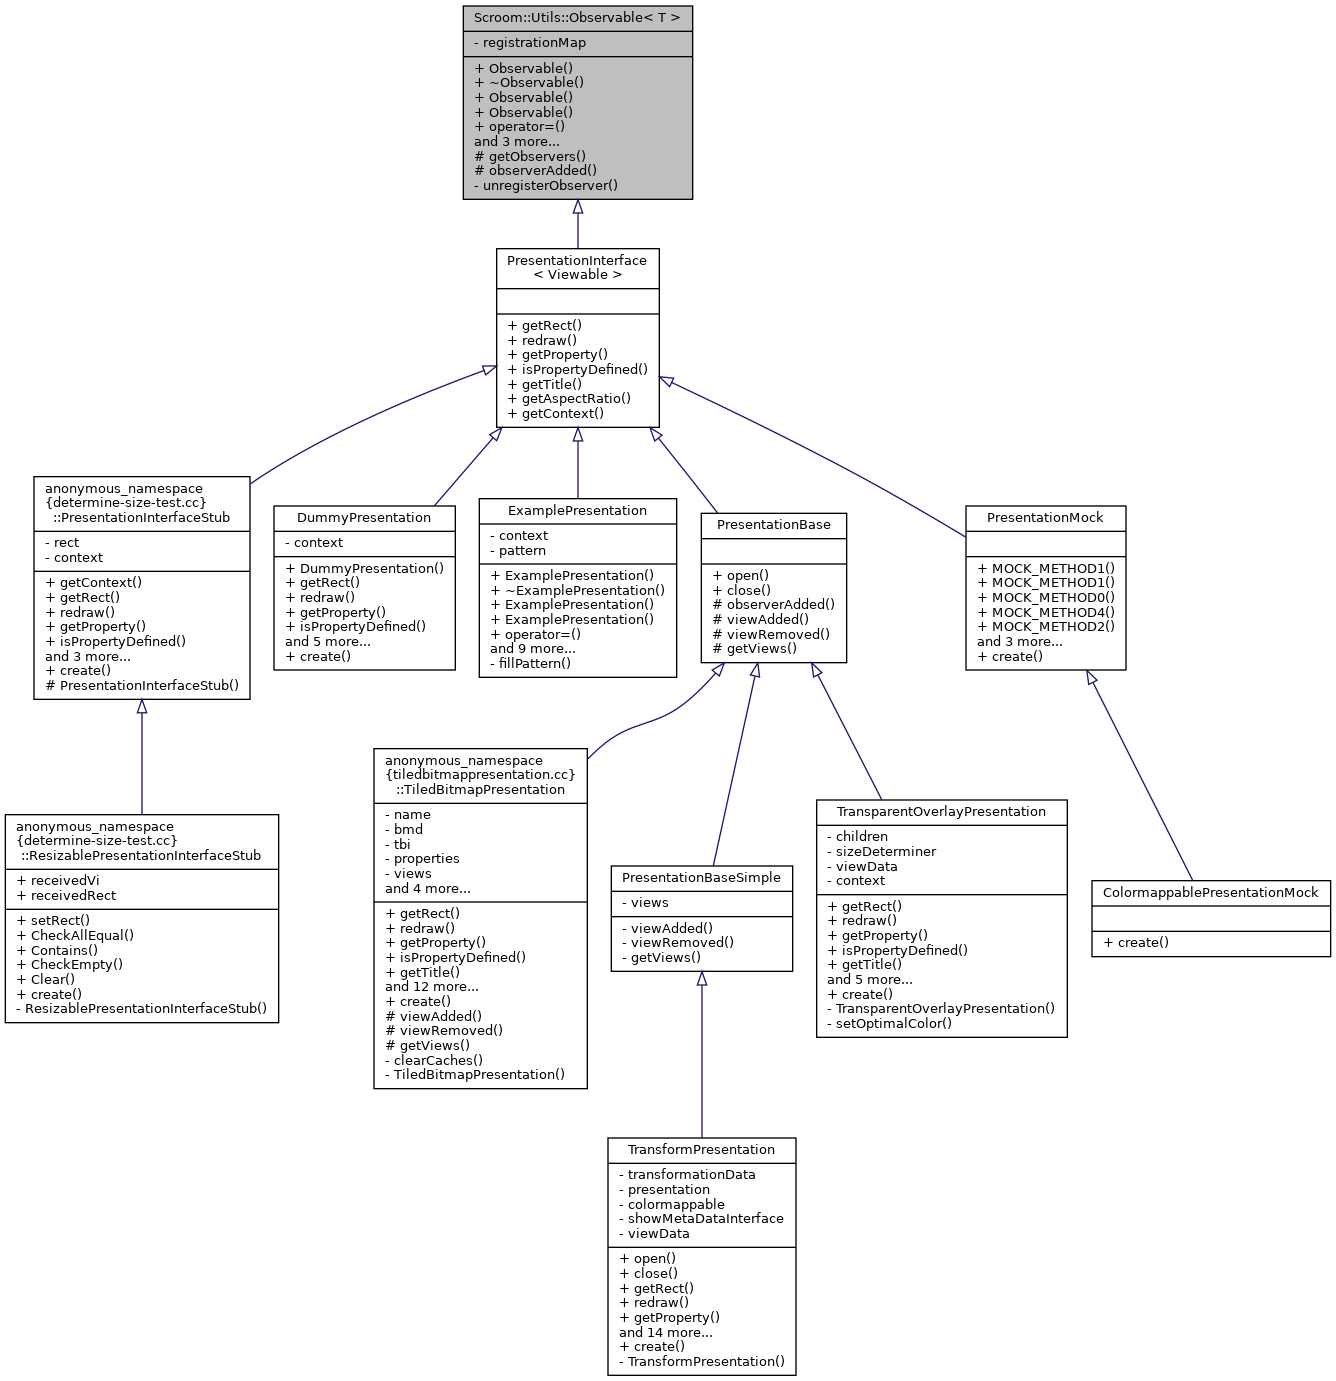 Scroom::Utils::Observable< T >
- registrationMap
+ Observable()
+ ~Observable()
+ Observable()
+ Observable()
+ operator=()
and 3 more...
# getObservers()
# observerAdded()
- unregisterObserver()
PresentationInterface
< Viewable >
+ getRect()
+ redraw()
+ getProperty()
+ isPropertyDefined()
+ getTitle()
+ getAspectRatio()
+ getContext()
anonymous_namespace
{determine-size-test.cc}
::PresentationInterfaceStub
- rect
- context
+ getContext()
+ getRect()
+ redraw()
+ getProperty()
+ isPropertyDefined()
and 3 more...
+ create()
# PresentationInterfaceStub()
DummyPresentation
- context
+ DummyPresentation()
+ getRect()
+ redraw()
+ getProperty()
+ isPropertyDefined()
and 5 more...
+ create()
ExamplePresentation
- context
- pattern
+ ExamplePresentation()
+ ~ExamplePresentation()
+ ExamplePresentation()
+ ExamplePresentation()
+ operator=()
and 9 more...
- fillPattern()
PresentationBase
+ open()
+ close()
# observerAdded()
# viewAdded()
# viewRemoved()
# getViews()
PresentationMock
+ MOCK_METHOD1()
+ MOCK_METHOD1()
+ MOCK_METHOD0()
+ MOCK_METHOD4()
+ MOCK_METHOD2()
and 3 more...
+ create()
anonymous_namespace
{determine-size-test.cc}
::ResizablePresentationInterfaceStub
+ receivedVi
+ receivedRect
+ setRect()
+ CheckAllEqual()
+ Contains()
+ CheckEmpty()
+ Clear()
+ create()
- ResizablePresentationInterfaceStub()
anonymous_namespace
{tiledbitmappresentation.cc}
::TiledBitmapPresentation
- name
- bmd
- tbi
- properties
- views
and 4 more...
+ getRect()
+ redraw()
+ getProperty()
+ isPropertyDefined()
+ getTitle()
and 12 more...
+ create()
# viewAdded()
# viewRemoved()
# getViews()
- clearCaches()
- TiledBitmapPresentation()
PresentationBaseSimple
- views
- viewAdded()
- viewRemoved()
- getViews()
TransparentOverlayPresentation
- children
- sizeDeterminer
- viewData
- context
+ getRect()
+ redraw()
+ getProperty()
+ isPropertyDefined()
+ getTitle()
and 5 more...
+ create()
- TransparentOverlayPresentation()
- setOptimalColor()
ColormappablePresentationMock
+ create()
TransformPresentation
- transformationData
- presentation
- colormappable
- showMetaDataInterface
- viewData
+ open()
+ close()
+ getRect()
+ redraw()
+ getProperty()
and 14 more...
+ create()
- TransformPresentation()